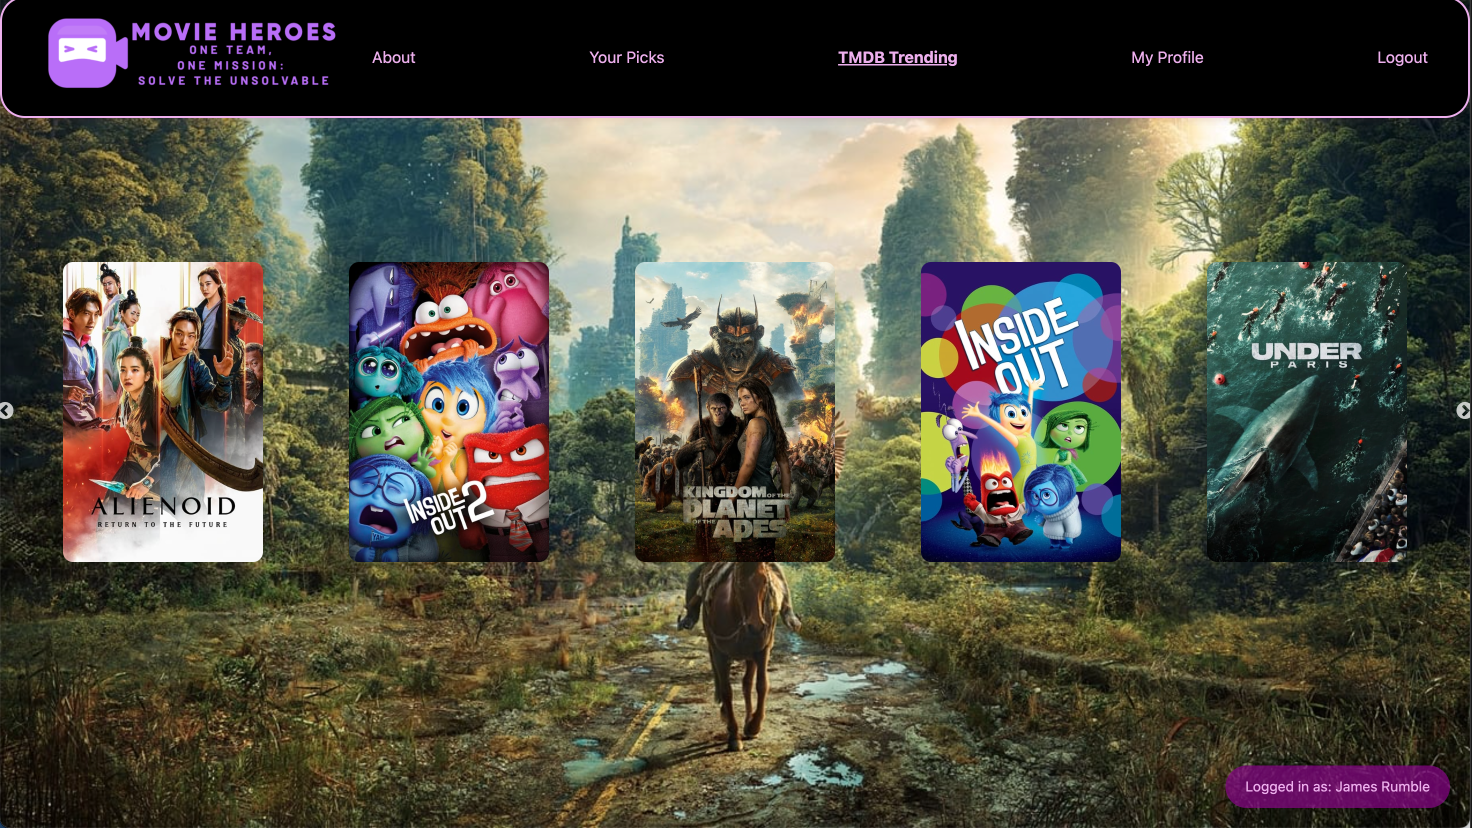 MOVIE HEROES
ONE TEAM,
ONE MISSION:
SOLVE THE UNSOLVABLE
About
Your Picks
TMDB Trending
My Profile
Logout
ALIENOID
RETURN TO THE FUTURE
INSIDE
OUT 2
KINGDOM OF THE
PLANET
OF THE APES
INSIDE
OUT
UNDER
PARIS
Logged in as: James Rumble